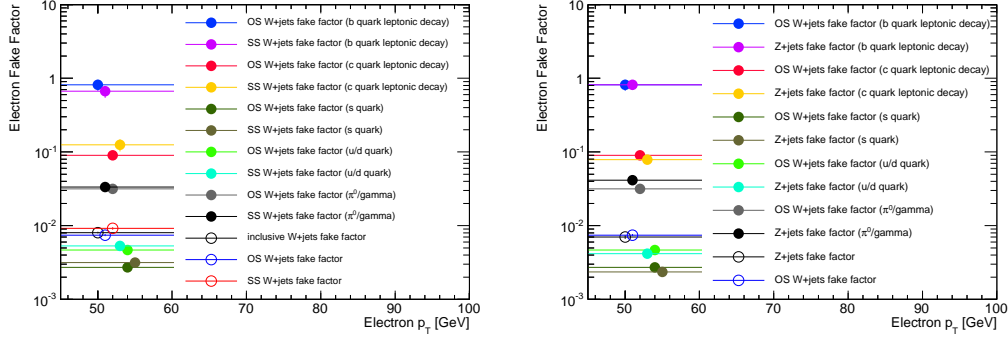 Electron Fake Factor
10
1
10⁻¹
10⁻²
10⁻³
OS W+jets fake factor (b quark leptonic decay)
SS W+jets fake factor (b quark leptonic decay)
OS W+jets fake factor (c quark leptonic decay)
SS W+jets fake factor (c quark leptonic decay)
OS W+jets fake factor (s quark)
SS W+jets fake factor (s quark)
OS W+jets fake factor (u/d quark)
SS W+jets fake factor (u/d quark)
OS W+jets fake factor (π⁰/gamma)
SS W+jets fake factor (π⁰/gamma)
inclusive W+jets fake factor
OS W+jets fake factor
SS W+jets fake factor
50 60 70 80 90 100
Electron p_T [GeV]
Electron Fake Factor
10
1
10⁻¹
10⁻²
10⁻³
OS W+jets fake factor (b quark leptonic decay)
Z+jets fake factor (b quark leptonic decay)
OS W+jets fake factor (c quark leptonic decay)
Z+jets fake factor (c quark leptonic decay)
OS W+jets fake factor (s quark)
Z+jets fake factor (s quark)
OS W+jets fake factor (u/d quark)
Z+jets fake factor (u/d quark)
OS W+jets fake factor (π⁰/gamma)
Z+jets fake factor (π⁰/gamma)
Z+jets fake factor
OS W+jets fake factor
50 60 70 80 90 100
Electron p_T [GeV]